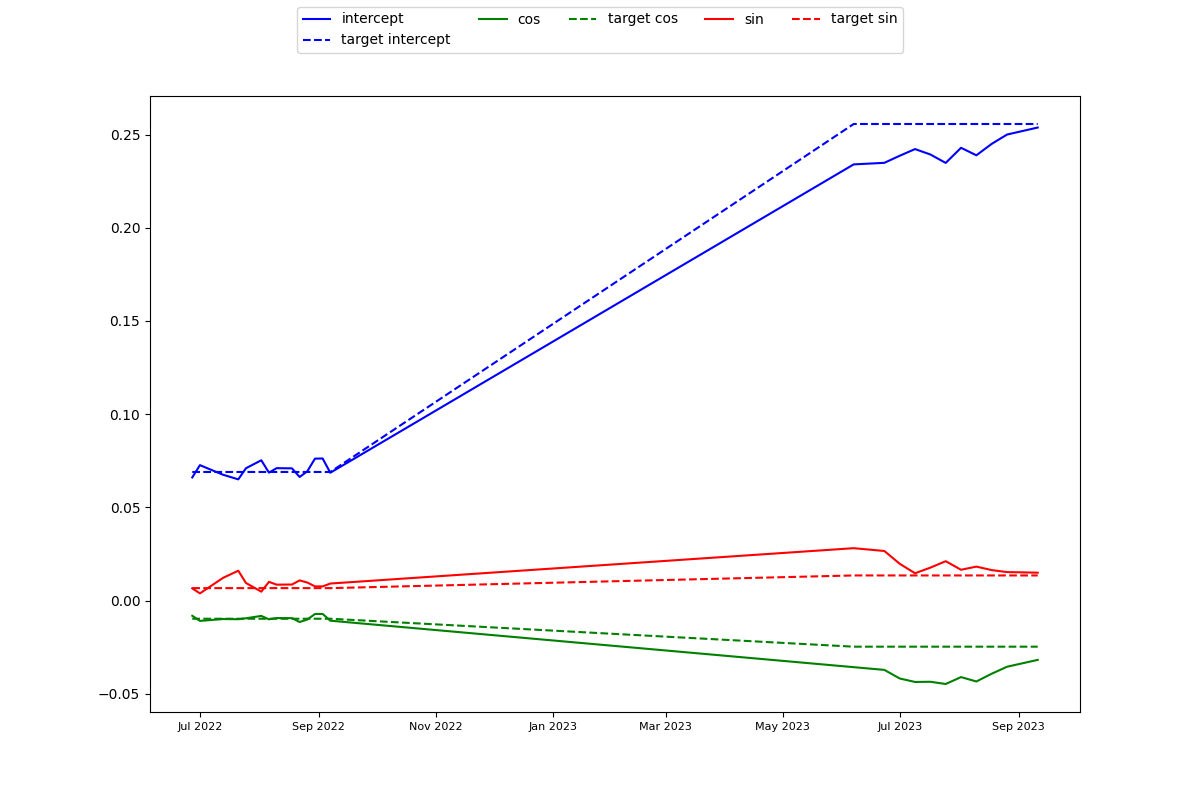 intercept cos target cos sin target sin
target intercept
0.25
0.20
0.15
0.10
0.05
0.00
−0.05
Jul 2022 Sep 2022 Nov 2022 Jan 2023 Mar 2023 May 2023 Jul 2023 Sep 2023